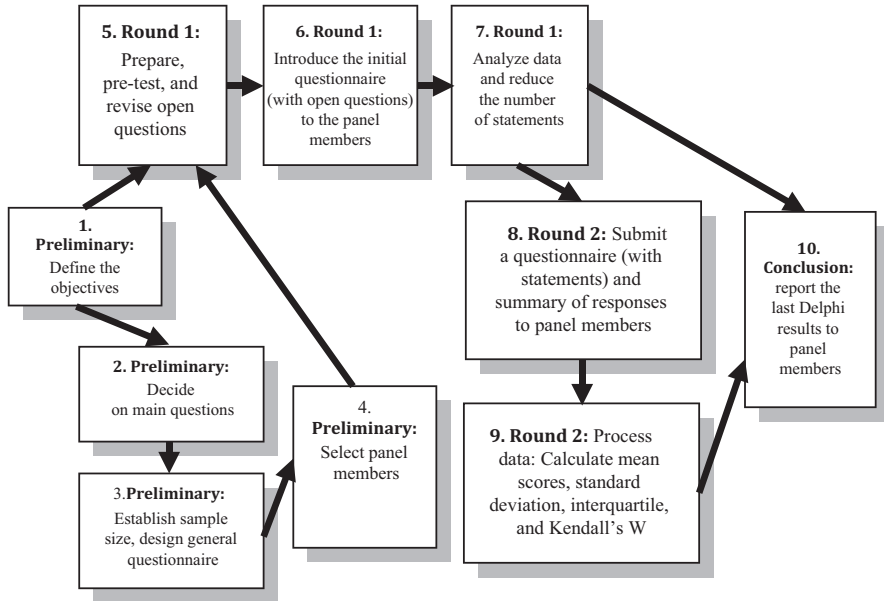 5. Round 1:
Prepare,
pre-test, and
revise open
questions
6. Round 1:
Introduce the initial
questionnaire
(with open questions)
to the panel
members
7. Round 1:
Analyze data
and reduce
the number
of statements
1.
Preliminary:
Define the
objectives
8. Round 2: Submit
a questionnaire (with
statements) and
summary of responses
to panel members
10.
Conclusion:
report the
last Delphi
results to
panel
members
2. Preliminary:
Decide
on main questions
4.
Preliminary:
Select panel
members
9. Round 2: Process
data: Calculate mean
scores, standard
deviation, interquartile,
and Kendall's W
3.Preliminary:
Establish sample
size, design general
questionnaire